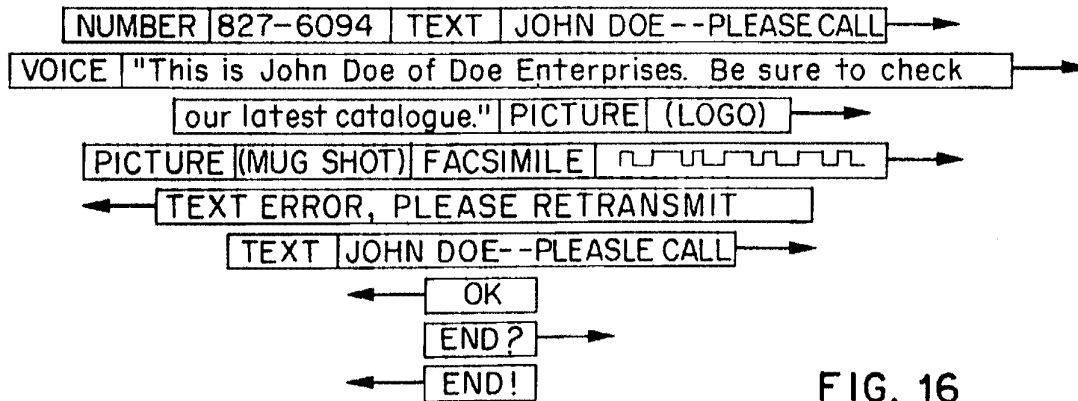 NUMBER 827-6094 TEXT JOHN DOE--PLEASE CALL
VOICE "This is John Doe of Doe Enterprises. Be sure to check
our latest catalogue." PICTURE (LOGO)
PICTURE (MUG SHOT) FACSIMILE
TEXT ERROR, PLEASE RETRANSMIT
TEXT JOHN DOE--PLEASLE CALL
OK
END?
END!
FIG. 16